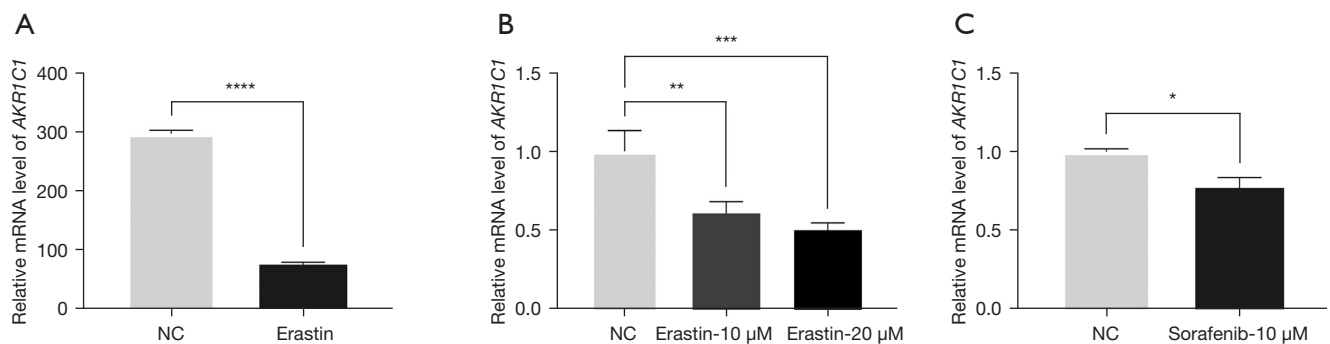 A
Relative mRNA level of AKR1C1
400
300
200
100
0
****
NC
Erastin
B
Relative mRNA level of AKR1C1
1.5
1.0
0.5
0.0
***
**
NC
Erastin-10 μM
Erastin-20 μM
C
Relative mRNA level of AKR1C1
1.5
1.0
0.5
0.0
*
NC
Sorafenib-10 μM